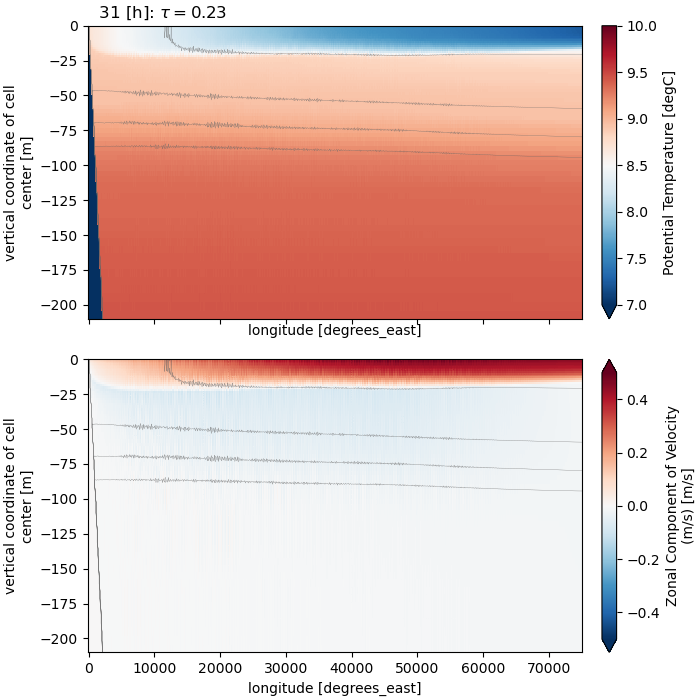 31 [h]: τ = 0.23
0
−25
−50
−75
−100
−125
−150
−175
−200
vertical coordinate of cell
center [m]
longitude [degrees_east]
10.0
9.5
9.0
8.5
8.0
7.5
7.0
Potential Temperature [degC]
0
−25
−50
−75
−100
−125
−150
−175
−200
vertical coordinate of cell
center [m]
0 10000 20000 30000 40000 50000 60000 70000
longitude [degrees_east]
0.4
0.2
0.0
−0.2
−0.4
Zonal Component of Velocity
(m/s) [m/s]